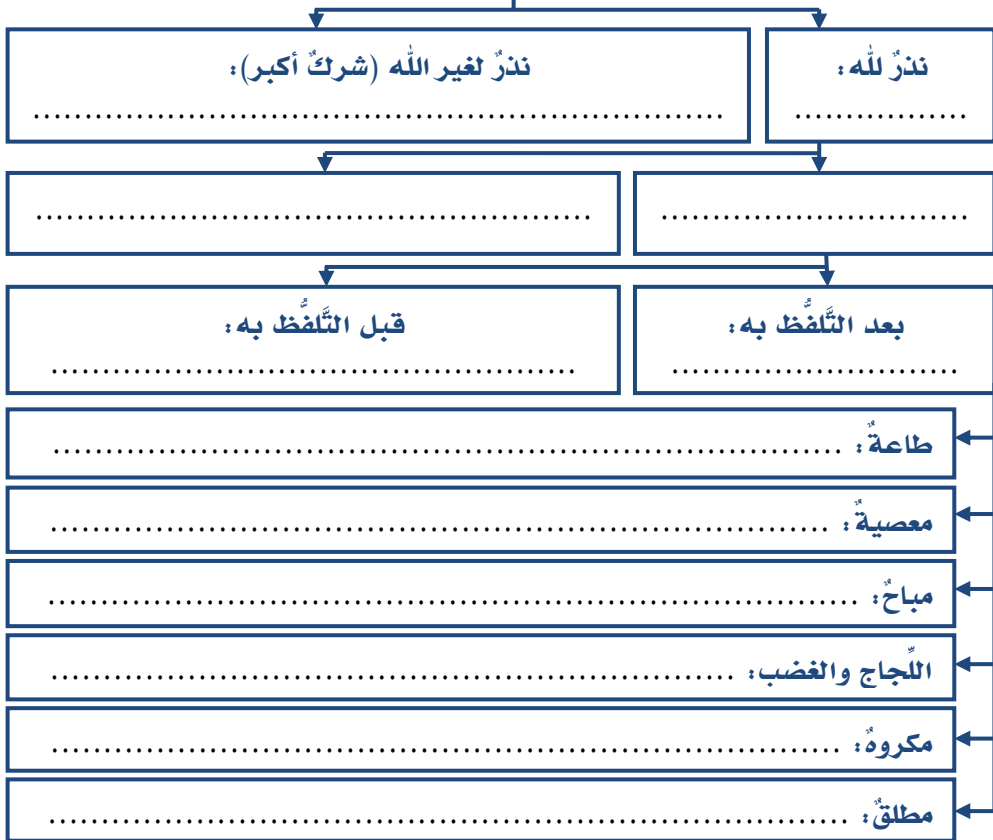 نذرٌ لله:
.................
نذرٌ لغير الله (شركٌ أكبر):
....................................................................
..............................
.......................................................
بعد التَّلفُّظ به:
............................
قبل التَّلفُّظ به:
....................................................
طاعةٌ: ..............................................................................
معصيةٌ: .............................................................................
مباحٌ: ................................................................................
اللِّجاج والغضب: ...................................................................
مكروهٌ: ..............................................................................
مطلقٌ: ...............................................................................